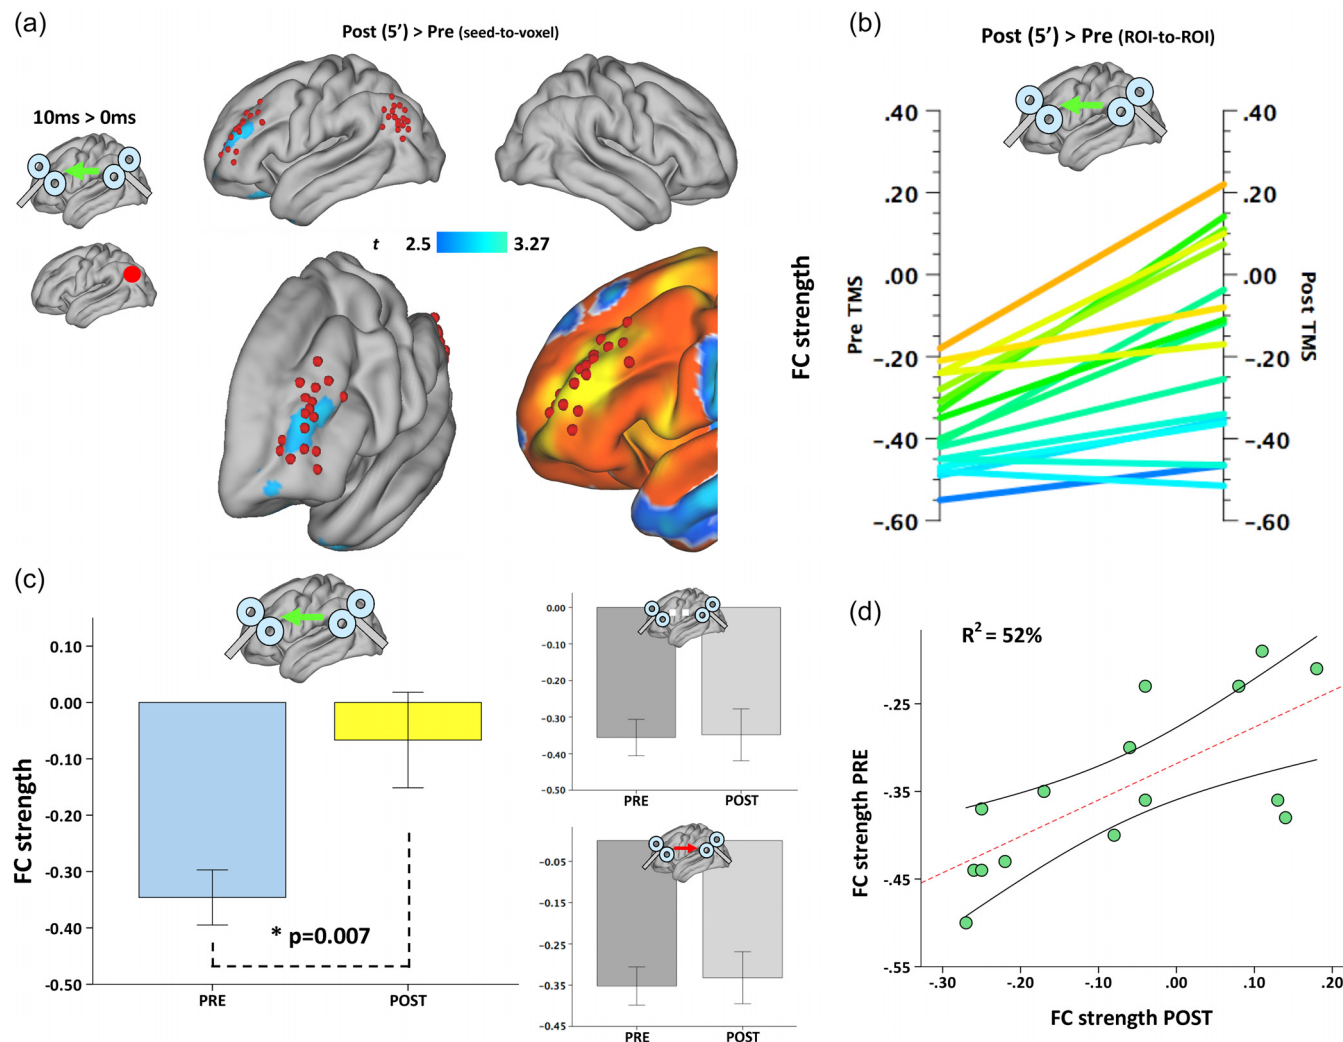 (a)
Post (5’) > Pre (seed-to-voxel)
10ms > 0ms
t 2.5 3.27
(b)
Post (5’) > Pre (ROI-to-ROI)
FC strength
Pre TMS
.40
.20
.00
-.20
-.40
-.60
Post TMS
.40
.20
.00
-.20
-.40
-.60
(c)
FC strength
0.10
0.00
-0.10
-0.20
-0.30
-0.40
-0.50
* p=0.007
PRE POST
0.00
-0.10
-0.20
-0.30
-0.40
-0.50
PRE POST
-0.05
-0.15
-0.25
-0.35
-0.45
PRE POST
(d)
R² = 52%
FC strength PRE
-.25
-.35
-.45
-.55
-.30 -.20 -.10 .00 .10 .20
FC strength POST